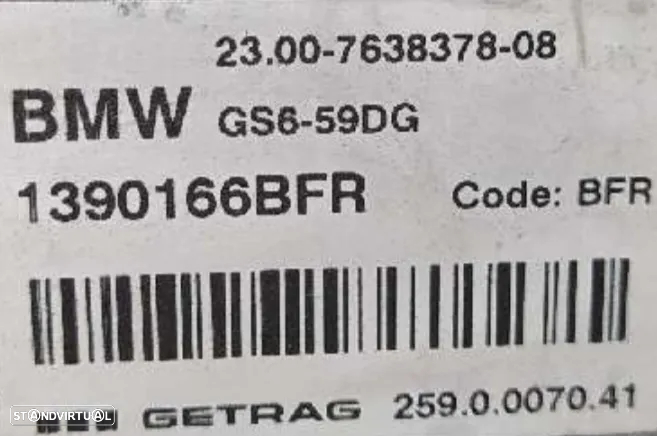 23.00-7638378-08
BMW GS6-59DG
1390166BFR Code: BFR
GETRAG 259.0.0070.41
STANDVIRTUAL